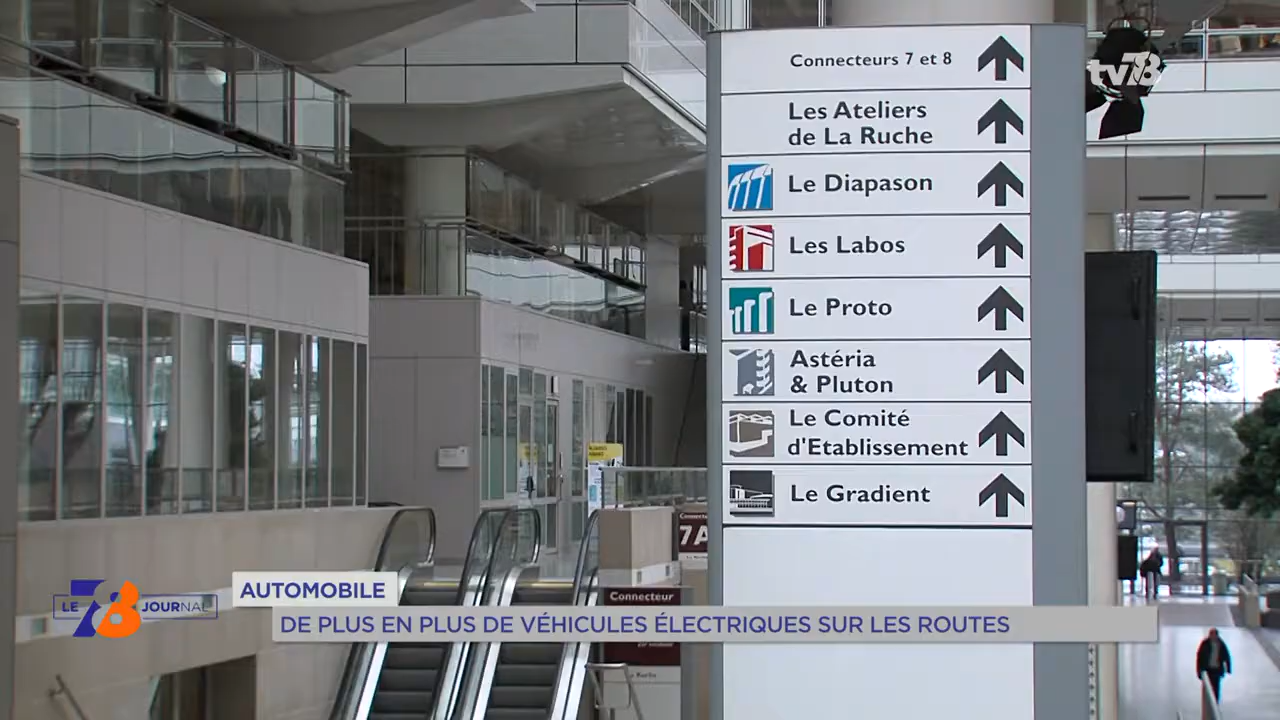 Connecteurs 7 et 8
tv78
Les Ateliers
de La Ruche
Le Diapason
Les Labos
Le Proto
Astéria
& Pluton
Le Comité
d'Etablissement
Le Gradient
7A
Connecteur
LE 78 JOURNAL
AUTOMOBILE
DE PLUS EN PLUS DE VÉHICULES ÉLECTRIQUES SUR LES ROUTES